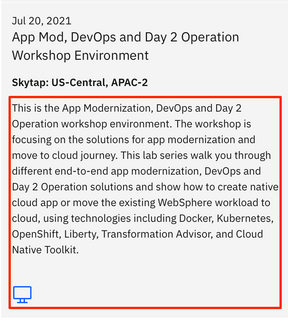 Jul 20, 2021
App Mod, DevOps and Day 2 Operation
Workshop Environment
Skytap: US-Central, APAC-2
This is the App Modernization, DevOps and Day 2
Operation workshop environment. The workshop is
focusing on the solutions for app modernization and
move to cloud journey. This lab series walk you through
different end-to-end app modernization, DevOps and
Day 2 Operation solutions and show how to create native
cloud app or move the existing WebSphere workload to
cloud, using technologies including Docker, Kubernetes,
OpenShift, Liberty, Transformation Advisor, and Cloud
Native Toolkit.